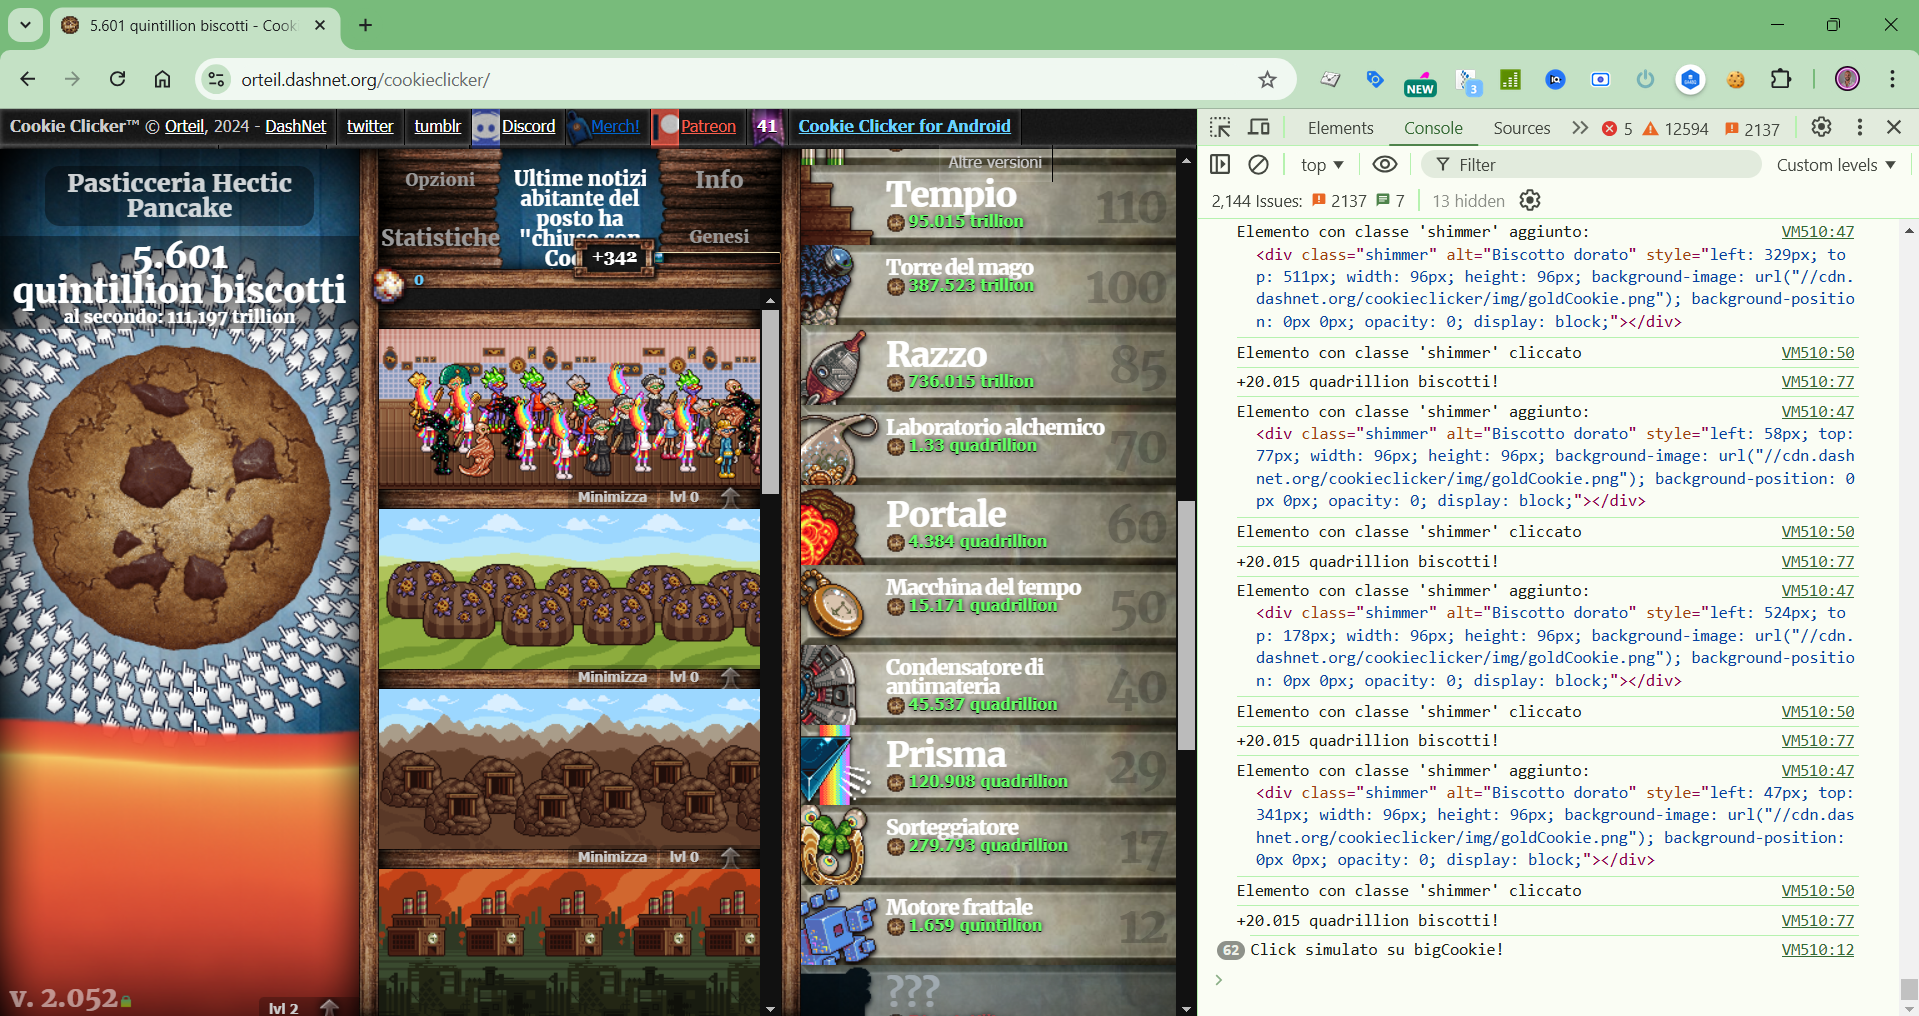 5.601 quintillion biscotti - Cook
orteil.dashnet.org/cookieclicker/
NEW
3
Cookie Clicker™ © Orteil, 2024 - DashNet
twitter
tumblr
Discord
Merch!
Patreon
41
Cookie Clicker for Android
Altre versioni
Pasticceria Hectic
Pancake
5.601
quintillion biscotti
al secondo: 111.197 trillion
v. 2.052
lvl 2
Opzioni
Statistiche
Ultime notizi
abitante del
posto ha
"chiuso con
Coo
+342
Info
Genesi
0
Minimizza
lvl 0
Minimizza
lvl 0
Minimizza
lvl 0
Tempio
95.015 trillion
110
Torre del mago
387.523 trillion
100
Razzo
736.015 trillion
85
Laboratorio alchemico
1.33 quadrillion
70
Portale
4.384 quadrillion
60
Macchina del tempo
15.171 quadrillion
50
Condensatore di
antimateria
45.537 quadrillion
40
Prisma
120.908 quadrillion
29
Sorteggiatore
279.793 quadrillion
17
Motore frattale
1.659 quintillion
12
???
Elements
Console
Sources
5
12594
2137
top
Filter
Custom levels
2,144 Issues:
2137
7
13 hidden
Elemento con classe 'shimmer' aggiunto: VM510:47
<div class="shimmer" alt="Biscotto dorato" style="left: 329px; to
p: 511px; width: 96px; height: 96px; background-image: url("//cdn.
dashnet.org/cookieclicker/img/goldCookie.png"); background-positio
n: 0px 0px; opacity: 0; display: block;"></div>
Elemento con classe 'shimmer' cliccato VM510:50
+20.015 quadrillion biscotti! VM510:77
Elemento con classe 'shimmer' aggiunto: VM510:47
<div class="shimmer" alt="Biscotto dorato" style="left: 58px; top:
77px; width: 96px; height: 96px; background-image: url("//cdn.dash
net.org/cookieclicker/img/goldCookie.png"); background-position: 0
px 0px; opacity: 0; display: block;"></div>
Elemento con classe 'shimmer' cliccato VM510:50
+20.015 quadrillion biscotti! VM510:77
Elemento con classe 'shimmer' aggiunto: VM510:47
<div class="shimmer" alt="Biscotto dorato" style="left: 524px; to
p: 178px; width: 96px; height: 96px; background-image: url("//cdn.
dashnet.org/cookieclicker/img/goldCookie.png"); background-positio
n: 0px 0px; opacity: 0; display: block;"></div>
Elemento con classe 'shimmer' cliccato VM510:50
+20.015 quadrillion biscotti! VM510:77
Elemento con classe 'shimmer' aggiunto: VM510:47
<div class="shimmer" alt="Biscotto dorato" style="left: 47px; top:
341px; width: 96px; height: 96px; background-image: url("//cdn.das
hnet.org/cookieclicker/img/goldCookie.png"); background-position:
0px 0px; opacity: 0; display: block;"></div>
Elemento con classe 'shimmer' cliccato VM510:50
+20.015 quadrillion biscotti! VM510:77
62 Click simulato su bigCookie! VM510:12